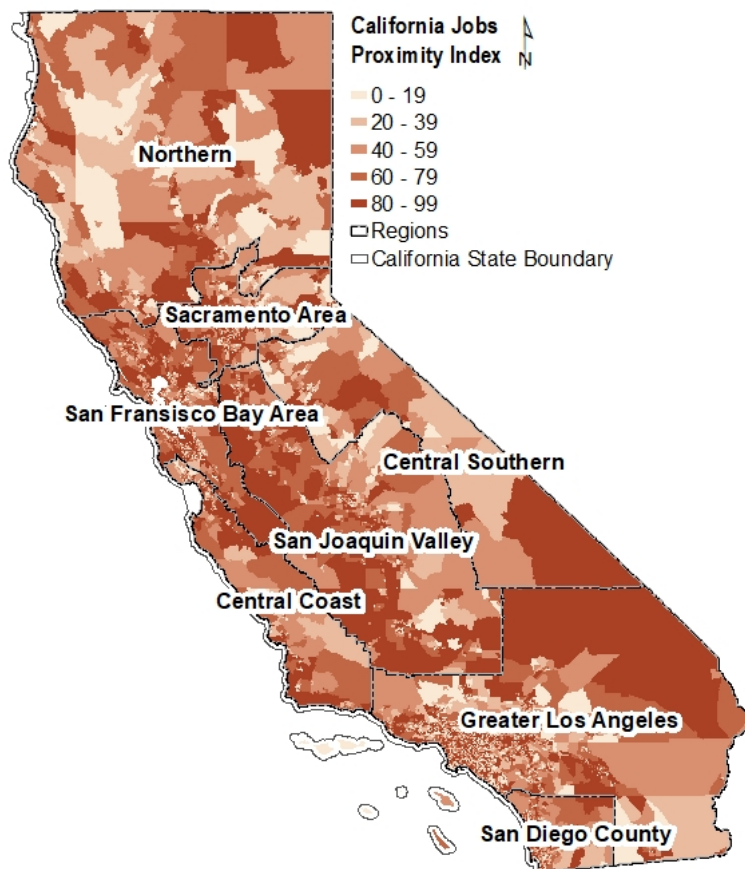 California Jobs
Proximity Index
N
0 - 19
20 - 39
40 - 59
60 - 79
80 - 99
Regions
California State Boundary
Northern
Sacramento Area
San Fransisco Bay Area
Central Southern
San Joaquin Valley
Central Coast
Greater Los Angeles
San Diego County